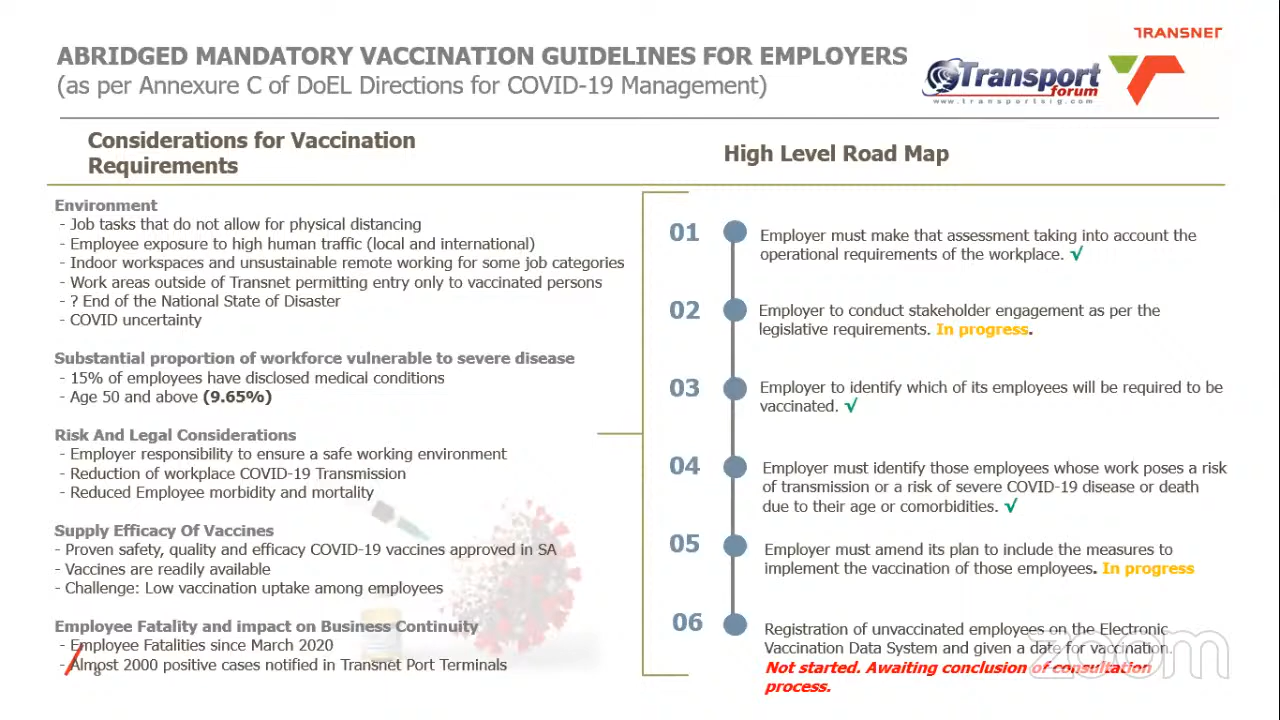 TRANSNET
ABRIDGED MANDATORY VACCINATION GUIDELINES FOR EMPLOYERS
(as per Annexure C of DoEL Directions for COVID-19 Management)
Transport
forum
www.transportsig.com
Considerations for Vaccination
Requirements
Environment
- Job tasks that do not allow for physical distancing
- Employee exposure to high human traffic (local and international)
- Indoor workspaces and unsustainable remote working for some job categories
- Work areas outside of Transnet permitting entry only to vaccinated persons
- ? End of the National State of Disaster
- COVID uncertainty
Substantial proportion of workforce vulnerable to severe disease
- 15% of employees have disclosed medical conditions
- Age 50 and above (9.65%)
Risk And Legal Considerations
- Employer responsibility to ensure a safe working environment
- Reduction of workplace COVID-19 Transmission
- Reduced Employee morbidity and mortality
Supply Efficacy Of Vaccines
- Proven safety, quality and efficacy COVID-19 vaccines approved in SA
- Vaccines are readily available
- Challenge: Low vaccination uptake among employees
Employee Fatality and impact on Business Continuity
- Employee Fatalities since March 2020
- Almost 2000 positive cases notified in Transnet Port Terminals
8
High Level Road Map
01
Employer must make that assessment taking into account the
operational requirements of the workplace. √
02
Employer to conduct stakeholder engagement as per the
legislative requirements. In progress.
03
Employer to identify which of its employees will be required to be
vaccinated. √
04
Employer must identify those employees whose work poses a risk
of transmission or a risk of severe COVID-19 disease or death
due to their age or comorbidities. √
05
Employer must amend its plan to include the measures to
implement the vaccination of those employees. In progress
06
Registration of unvaccinated employees on the Electronic
Vaccination Data System and given a date for vaccination.
Not started. Awaiting conclusion of consultation
process.
zoom